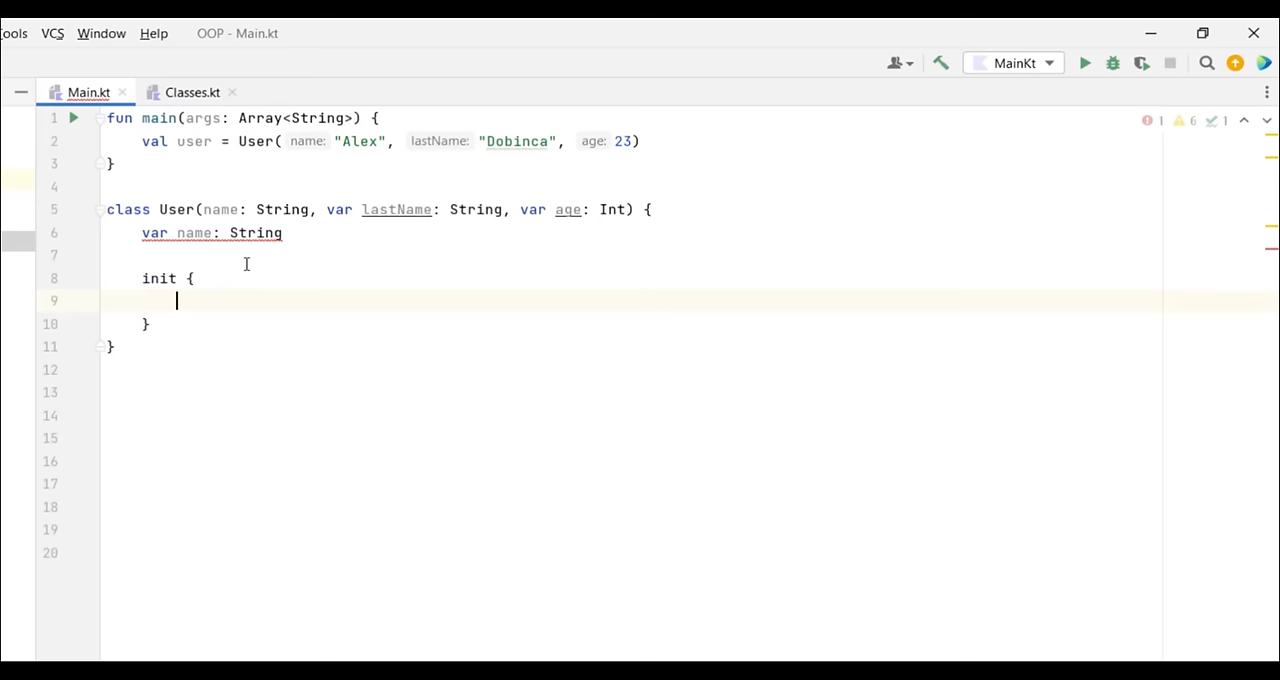 ools VCS Window Help OOP - Main.kt
MainKt
Main.kt Classes.kt
1 fun main(args: Array<String>) { 1 6 1
2 val user = User( name: "Alex", lastName: "Dobinca", age: 23)
3 }
4
5 class User(name: String, var lastName: String, var age: Int) {
6 var name: String
7
8 init {
9
10 }
11 }
12
13
14
15
16
17
18
19
20